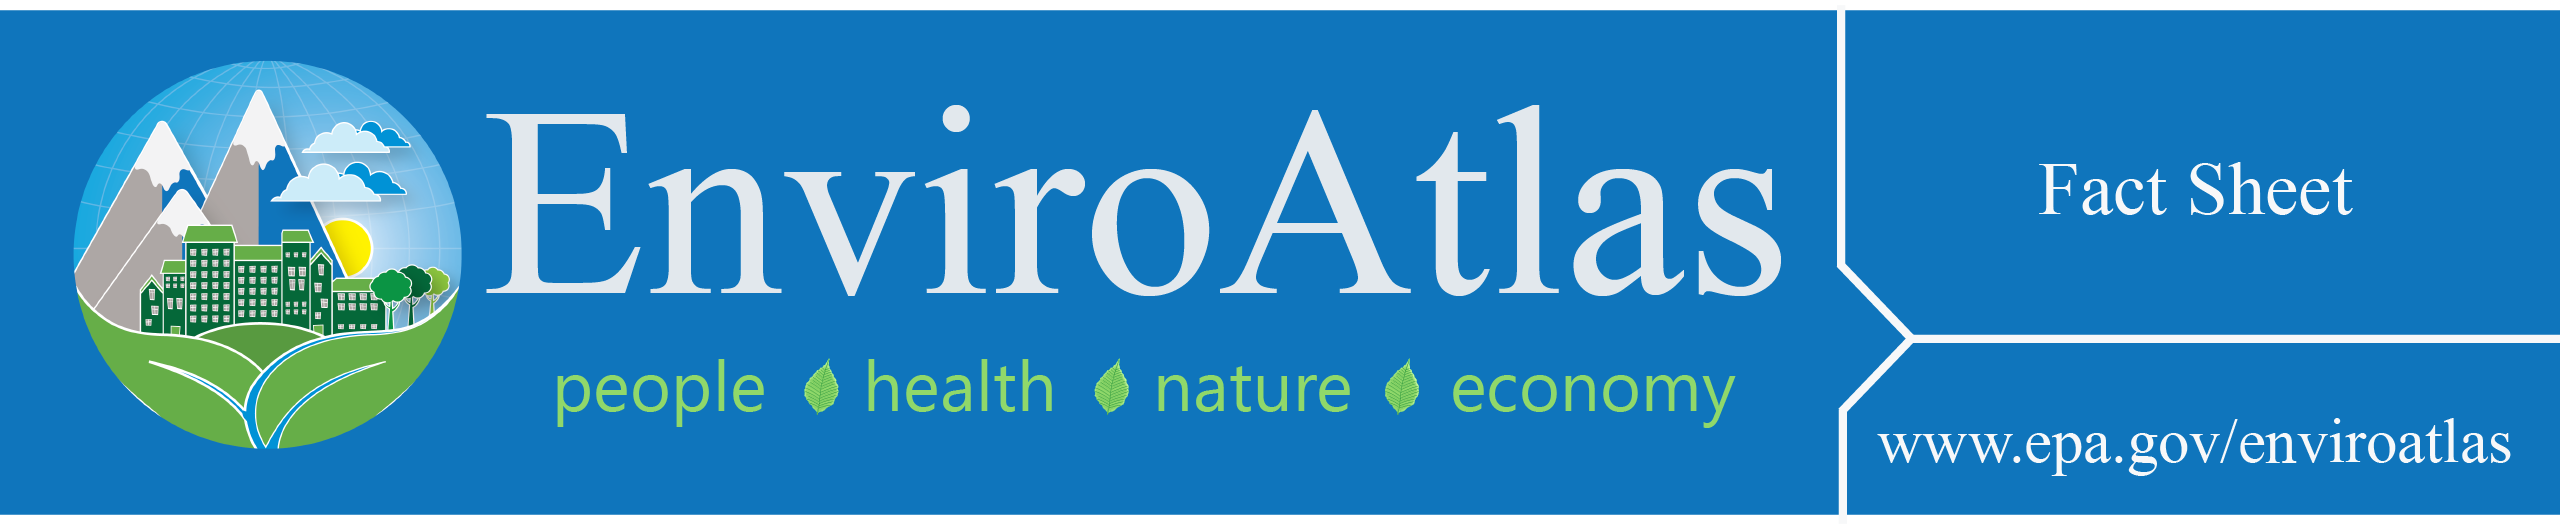 EnviroAtlas
people health nature economy
Fact Sheet
www.epa.gov/enviroatlas